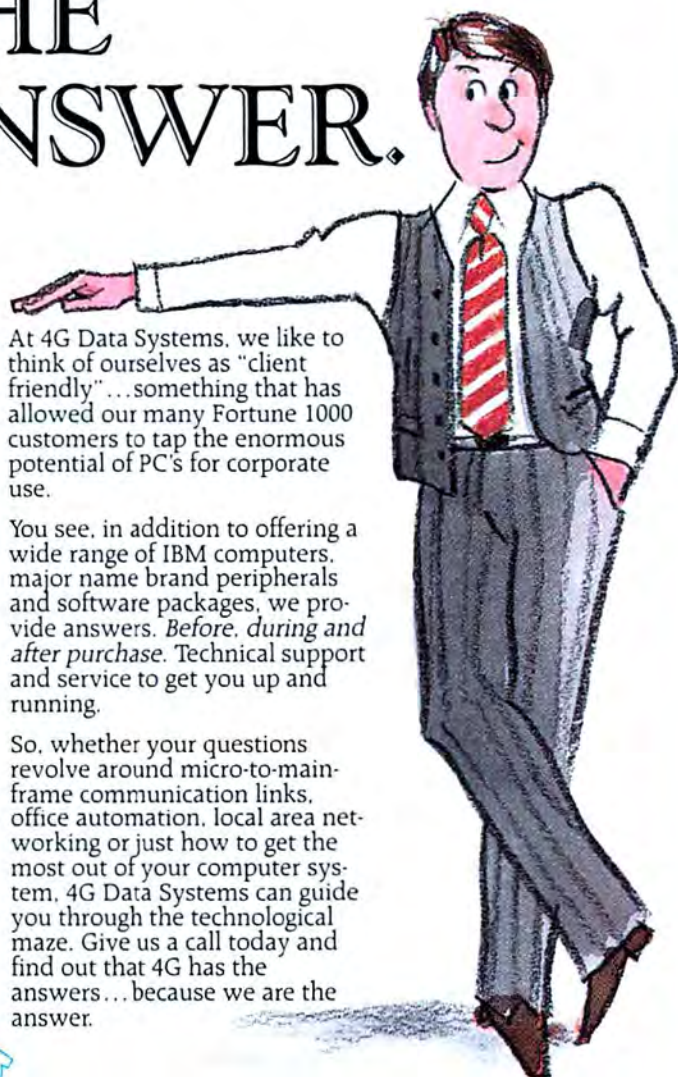 HE
NSWER.
At 4G Data Systems, we like to
think of ourselves as "client
friendly"...something that has
allowed our many Fortune 1000
customers to tap the enormous
potential of PC's for corporate
use.
You see, in addition to offering a
wide range of IBM computers,
major name brand peripherals
and software packages, we pro-
vide answers. Before, during and
after purchase. Technical support
and service to get you up and
running.
So, whether your questions
revolve around micro-to-main-
frame communication links,
office automation, local area net-
working or just how to get the
most out of your computer sys-
tem, 4G Data Systems can guide
you through the technological
maze. Give us a call today and
find out that 4G has the
answers...because we are the
answer.